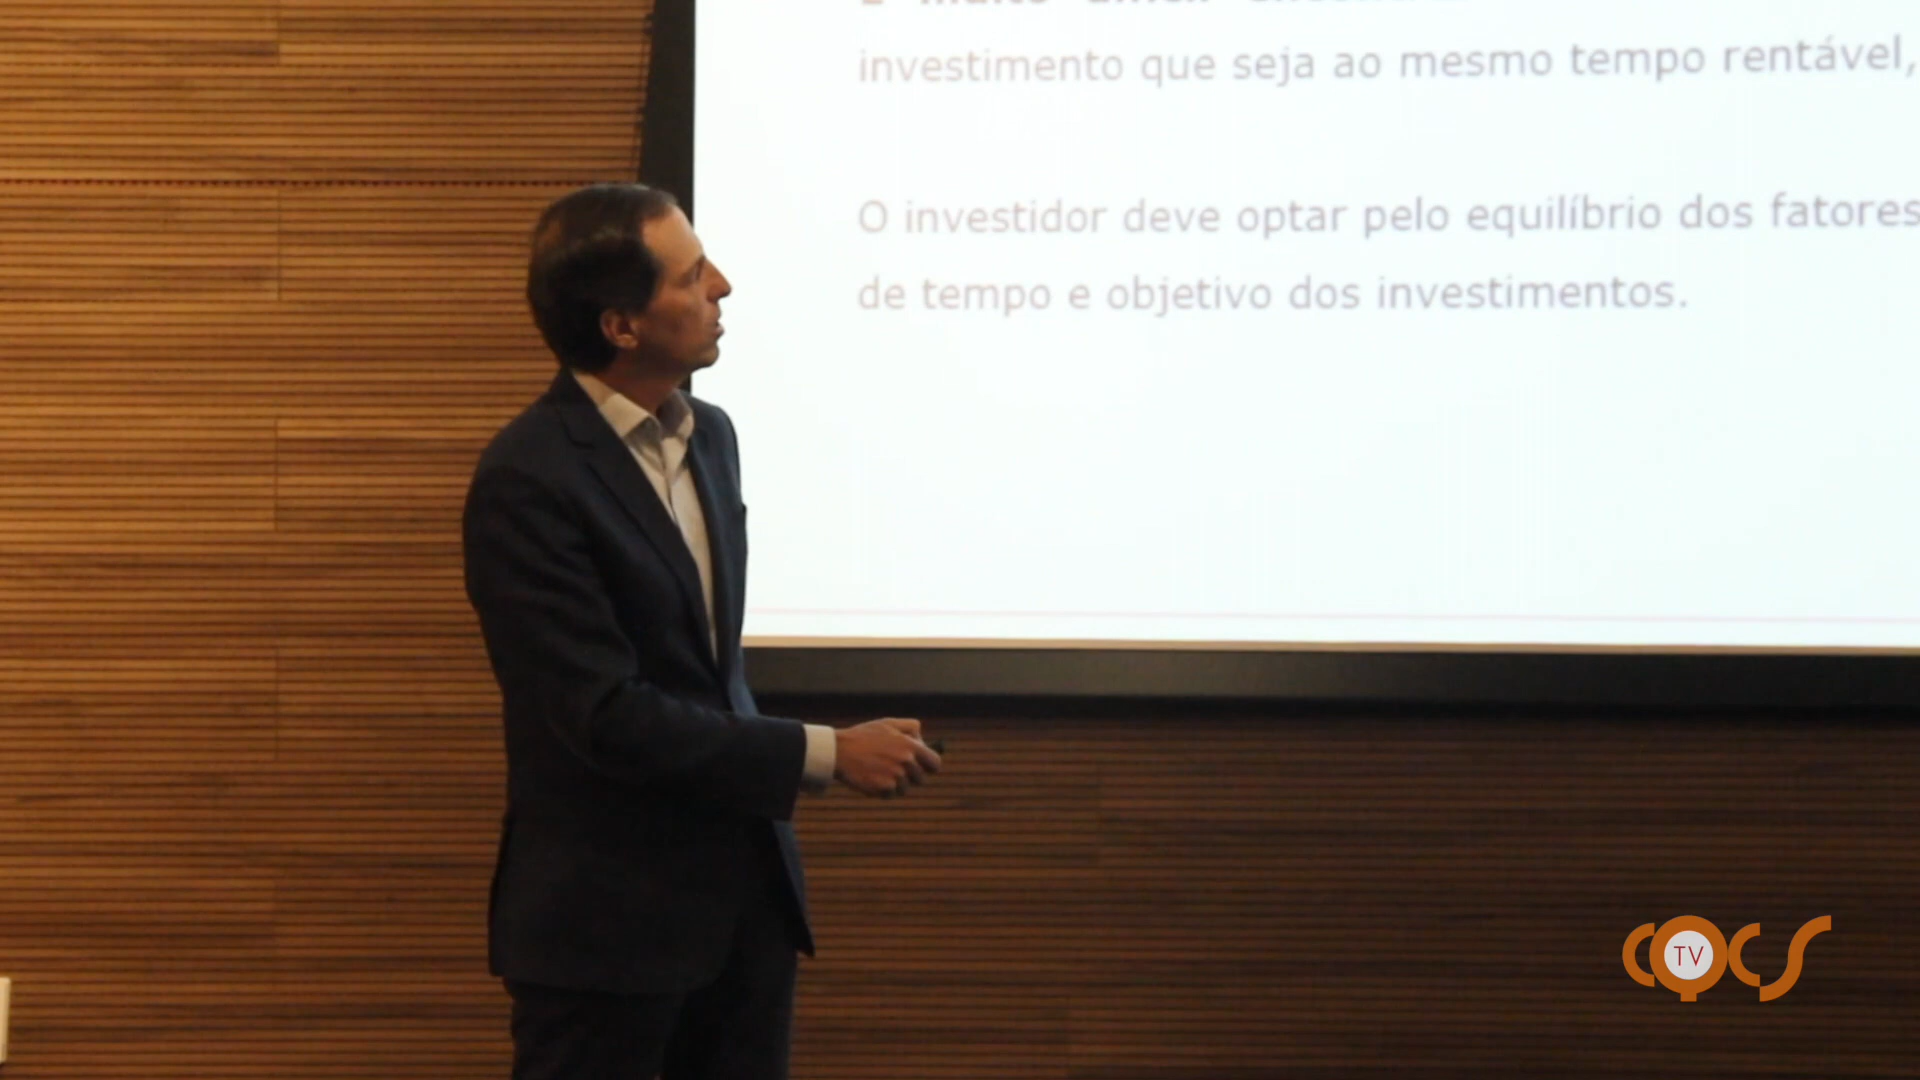 investimento que seja ao mesmo tempo rentável,
O investidor deve optar pelo equilíbrio dos fatores
de tempo e objetivo dos investimentos.
CQCS
TV